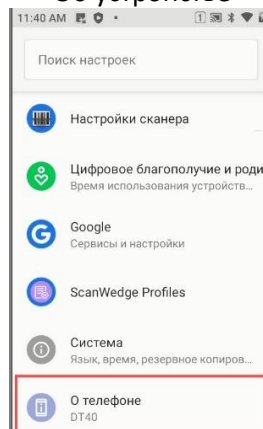 Об устройстве
11:40 AM
Поиск настроек
Настройки сканера
Цифровое благополучие и роди
Время использования устройств...
Google
Сервисы и настройки
ScanWedge Profiles
Система
Язык, время, резервное копиров...
О телефоне
DT40